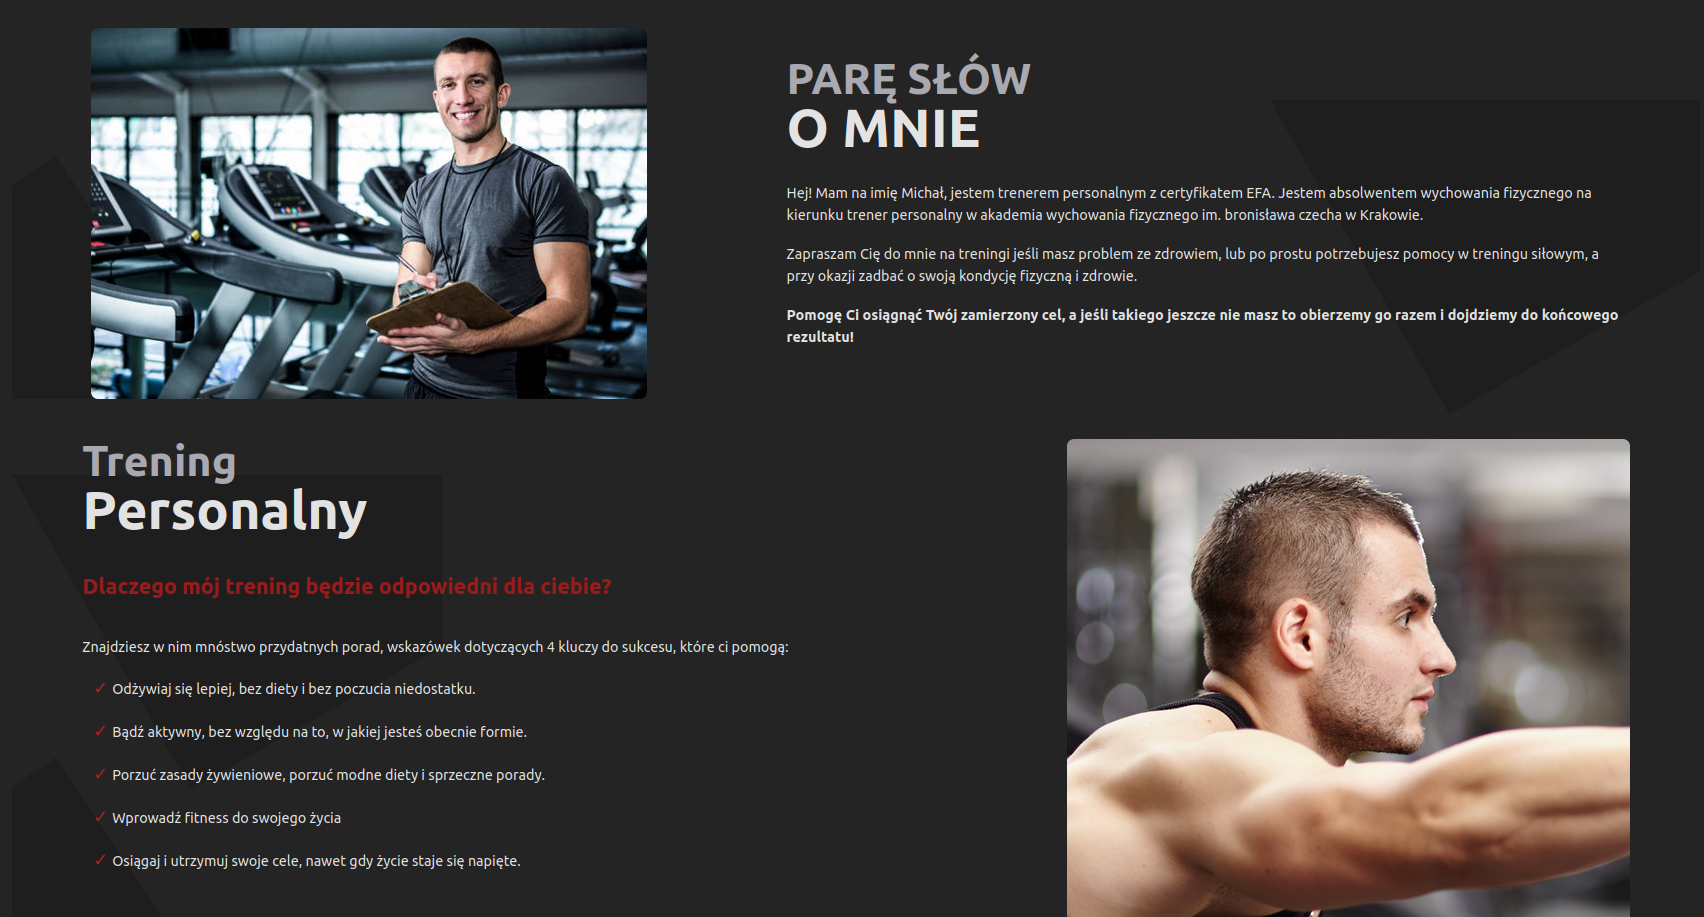 PARĘ SŁÓW
O MNIE
Hej! Mam na imię Michał, jestem trenerem personalnym z certyfikatem EFA. Jestem absolwentem wychowania fizycznego na
kierunku trener personalny w akademia wychowania fizycznego im. bronisława czecha w Krakowie.
Zapraszam Cię do mnie na treningi jeśli masz problem ze zdrowiem, lub po prostu potrzebujesz pomocy w treningu siłowym, a
przy okazji zadbać o swoją kondycję fizyczną i zdrowie.
Pomogę Ci osiągnąć Twój zamierzony cel, a jeśli takiego jeszcze nie masz to obierzemy go razem i dojdziemy do końcowego
rezultatu!
Trening
Personalny
Dlaczego mój trening będzie odpowiedni dla ciebie?
Znajdziesz w nim mnóstwo przydatnych porad, wskazówek dotyczących 4 kluczy do sukcesu, które ci pomogą:
✓ Odżywiaj się lepiej, bez diety i bez poczucia niedostatku.
✓ Bądź aktywny, bez względu na to, w jakiej jesteś obecnie formie.
✓ Porzuć zasady żywieniowe, porzuć modne diety i sprzeczne porady.
✓ Wprowadź fitness do swojego życia
✓ Osiągaj i utrzymuj swoje cele, nawet gdy życie staje się napięte.